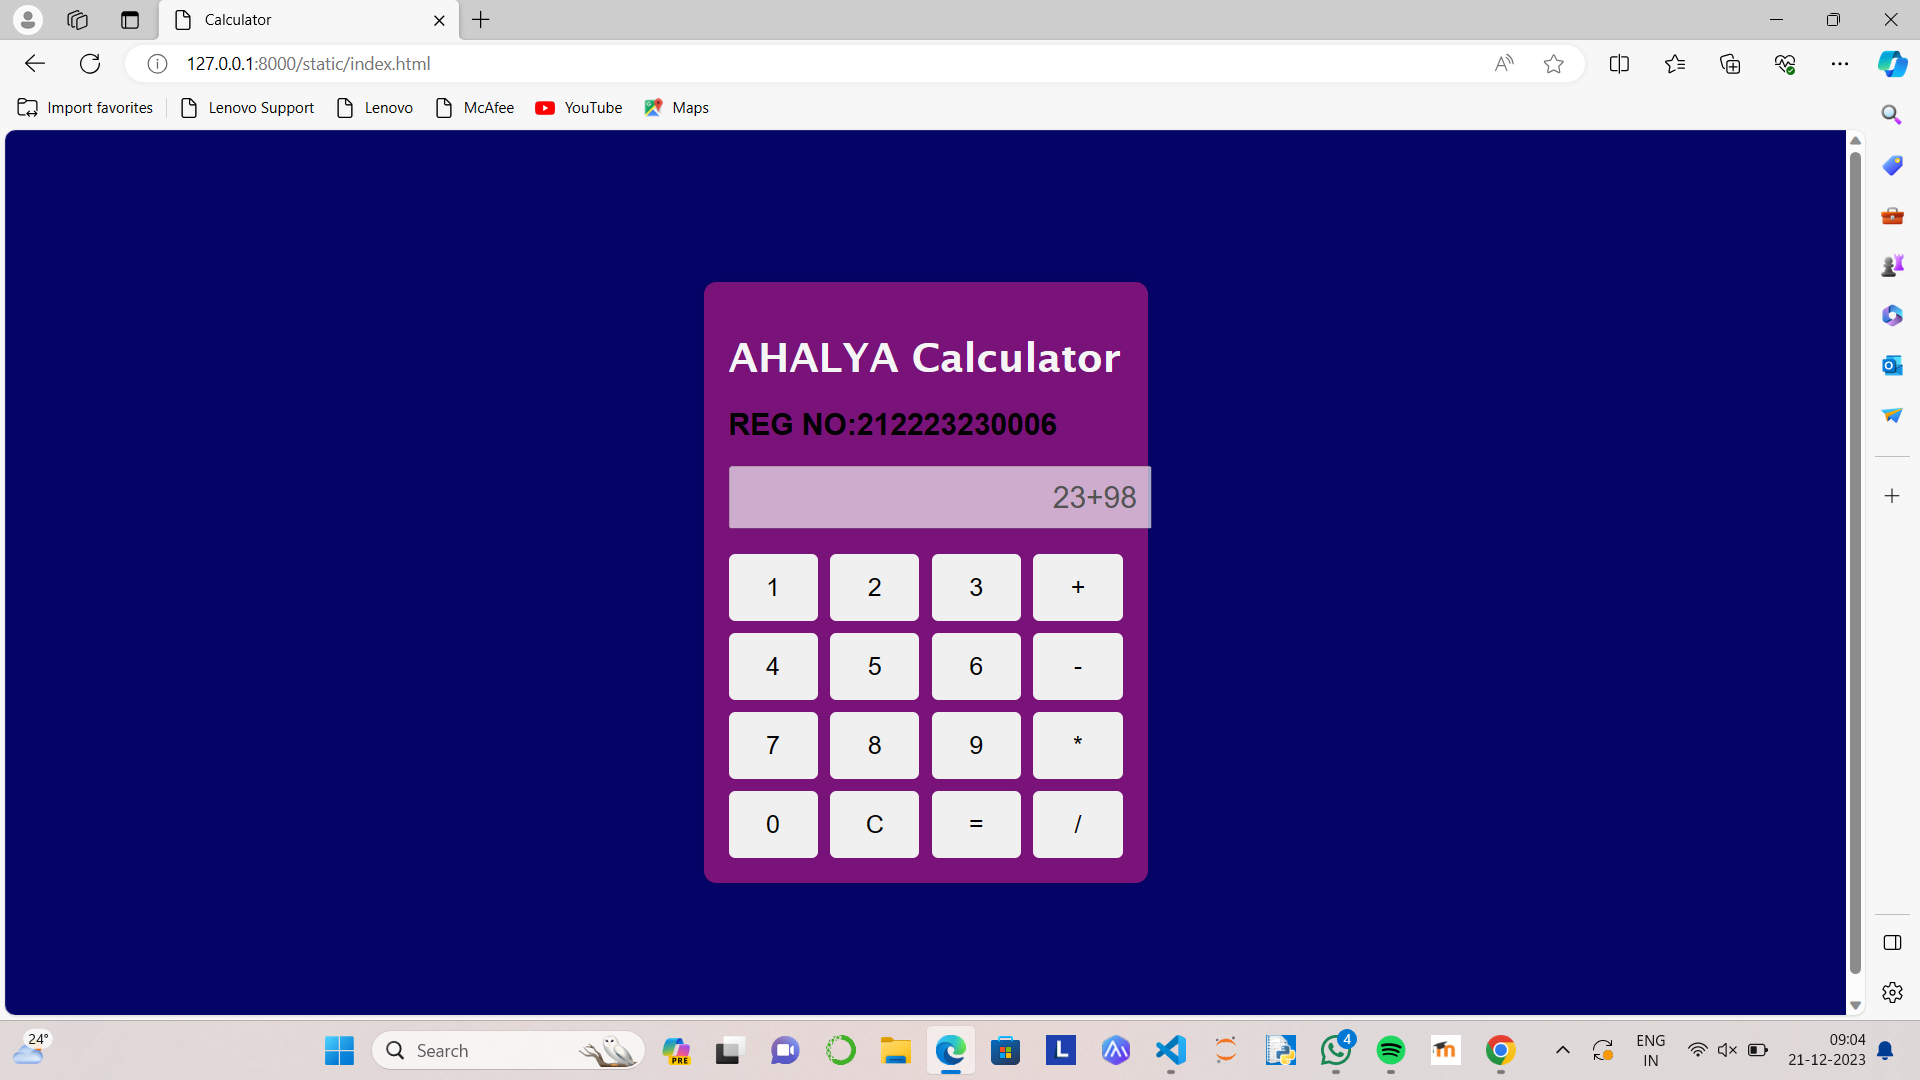 Calculator
127.0.0.1:8000/static/index.html
Import favorites
Lenovo Support
Lenovo
McAfee
YouTube
Maps
AHALYA Calculator
REG NO:212223230006
23+98
1 2 3 +
4 5 6 -
7 8 9 *
0 C = /
24°
Search
PRE
L
4
ENG
IN
09:04
21-12-2023